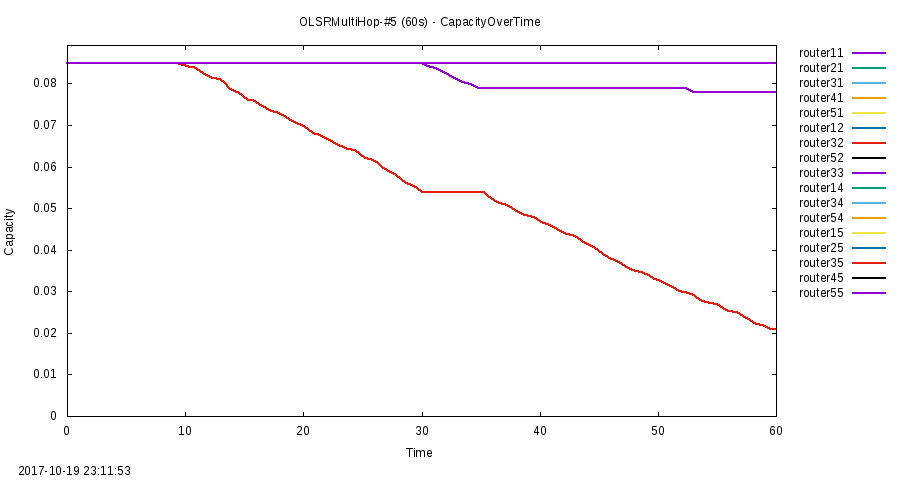 OLSRMultiHop-#5 (60s) - CapacityOverTime
Capacity
0.08
0.07
0.06
0.05
0.04
0.03
0.02
0.01
0
0 10 20 30 40 50 60
Time
router11
router21
router31
router41
router51
router12
router32
router52
router33
router14
router34
router54
router15
router25
router35
router45
router55
2017-10-19 23:11:53